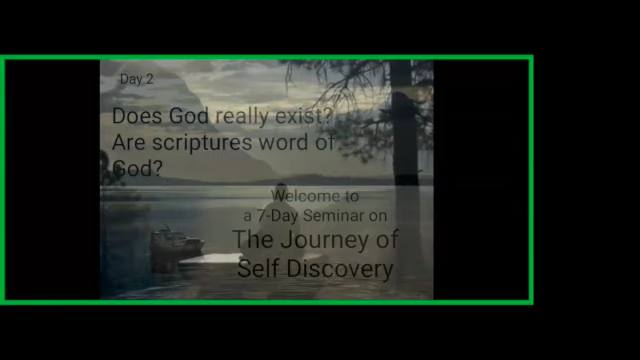 Day 2
Does God really exist?
Are scriptures word of
God?
Welcome to
a 7-Day Seminar on
The Journey of
Self Discovery